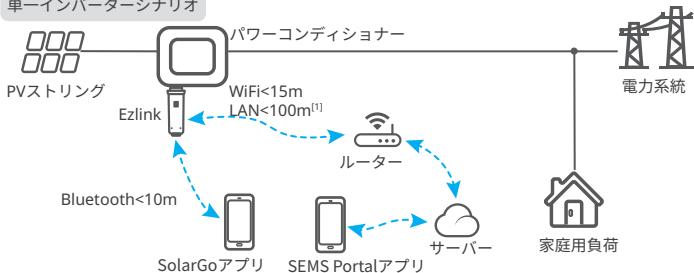 単一インバーターシナリオ
パワーコンディショナー
PVストリング
WiFi<15m
LAN<100m[1]
電力系統
Ezlink
ルーター
Bluetooth<10m
サーバー
家庭用負荷
SolarGoアプリ
SEMS Portalアプリ